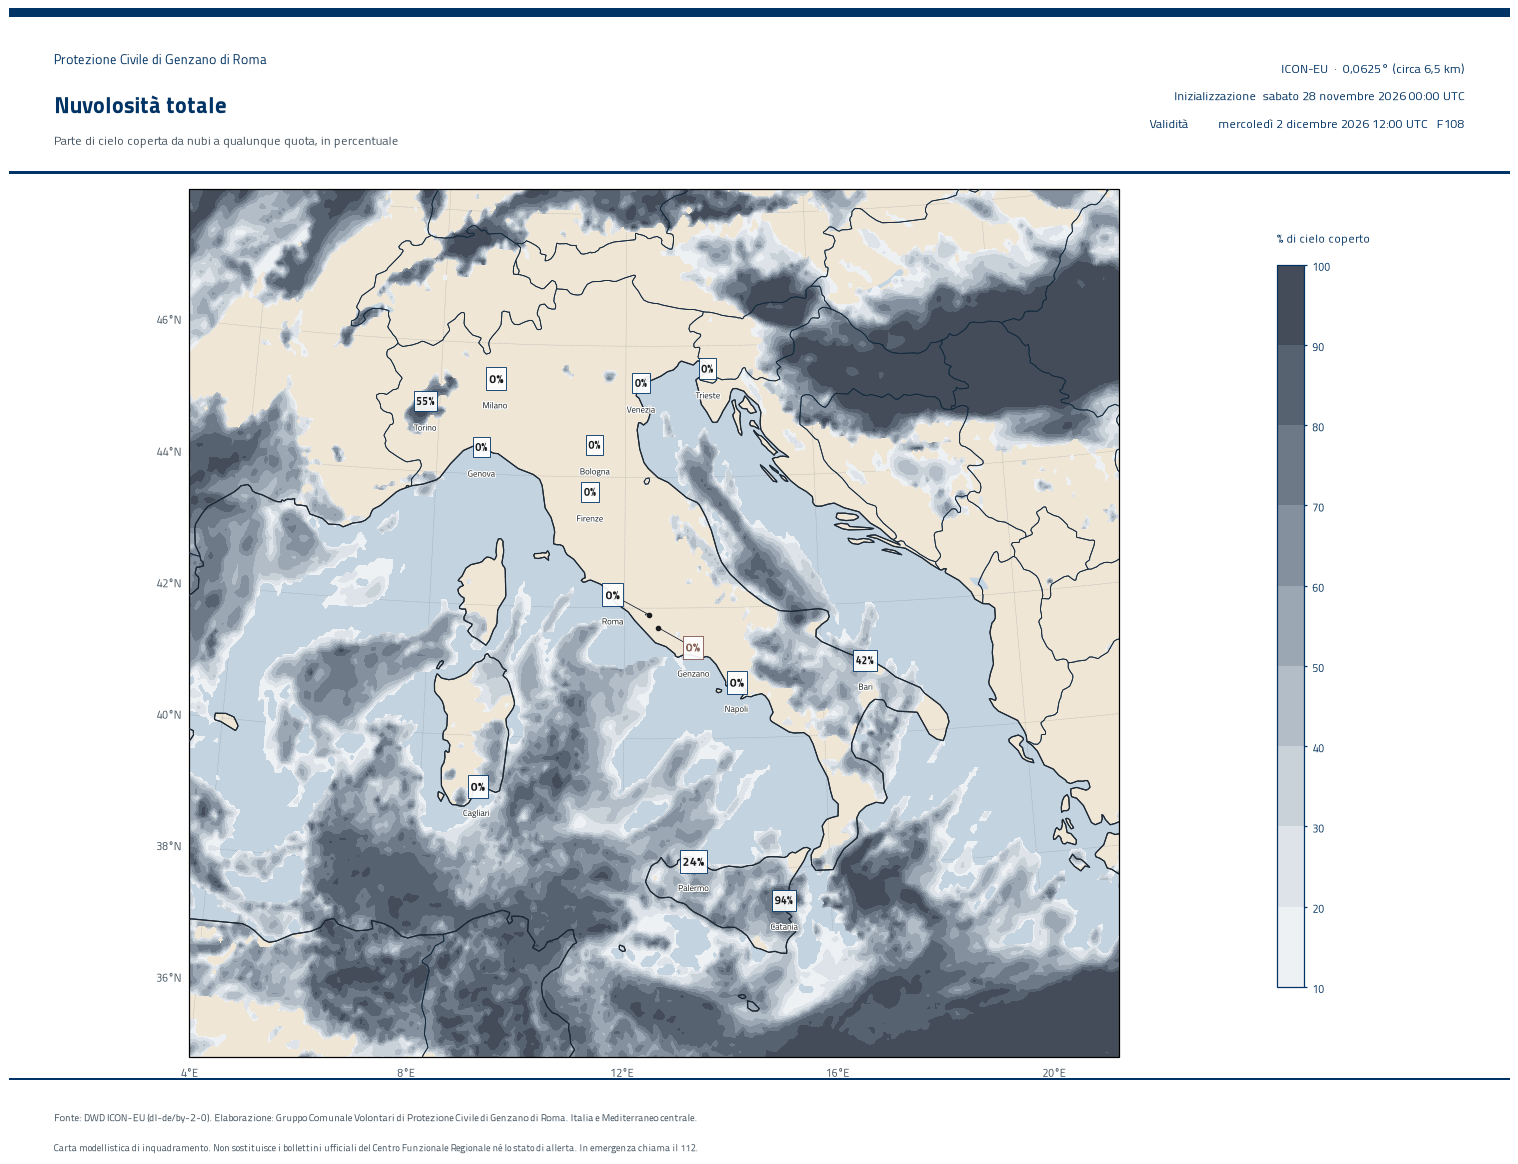 Protezione Civile di Genzano di Roma
Nuvolosità totale
Parte di cielo coperta da nubi a qualunque quota, in percentuale
ICON-EU · 0,0625° (circa 6,5 km)
Inizializzazione sabato 28 novembre 2026 00:00 UTC
Validità mercoledì 2 dicembre 2026 12:00 UTC F108
% di cielo coperto
100
90
80
70
60
50
40
30
20
10
46°N
44°N
42°N
40°N
38°N
36°N
4°E
8°E
12°E
16°E
20°E
0%
Trieste
0%
Milano
0%
Venezia
55%
Torino
0%
Genova
0%
Bologna
0%
Firenze
0%
Roma
0%
Genzano
42%
Bari
0%
Napoli
0%
Cagliari
24%
Palermo
94%
Catania
Fonte: DWD ICON-EU (dl-de/by-2-0). Elaborazione: Gruppo Comunale Volontari di Protezione Civile di Genzano di Roma. Italia e Mediterraneo centrale.
Carta modellistica di inquadramento. Non sostituisce i bollettini ufficiali del Centro Funzionale Regionale né lo stato di allerta. In emergenza chiama il 112.